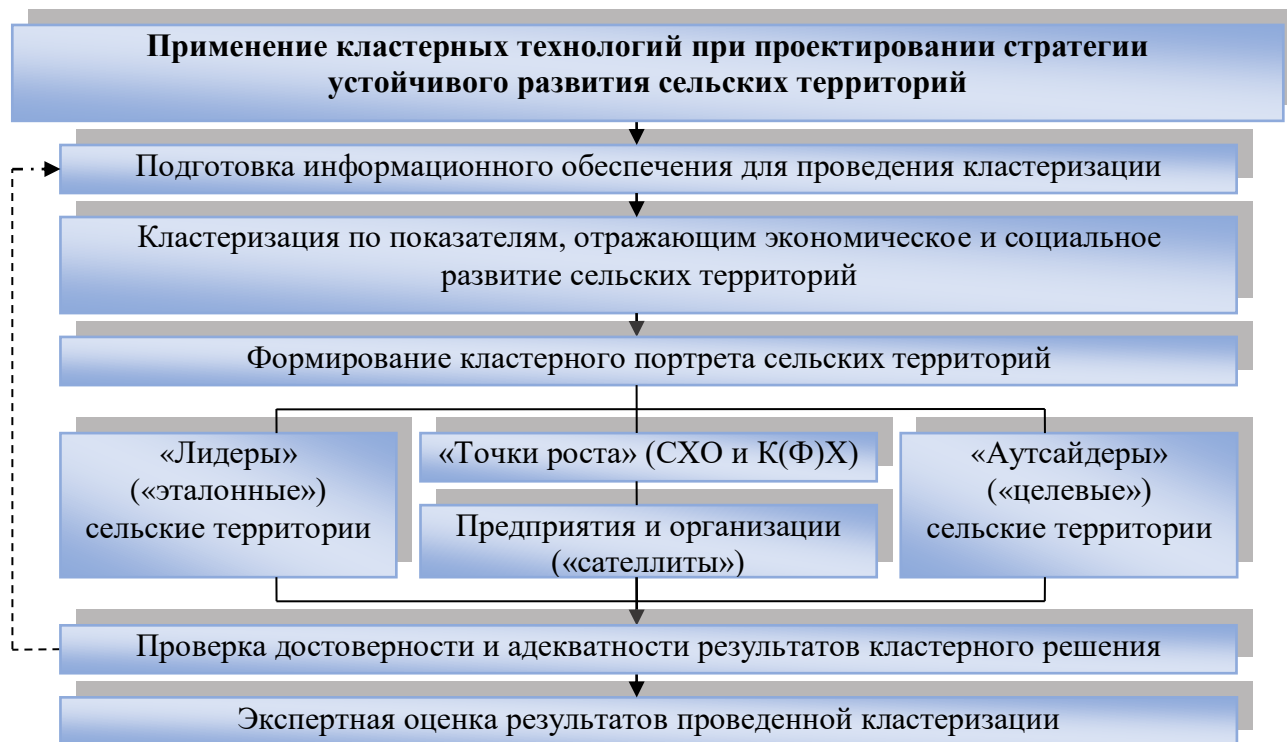 Применение кластерных технологий при проектировании стратегии
устойчивого развития сельских территорий
Подготовка информационного обеспечения для проведения кластеризации
Кластеризация по показателям, отражающим экономическое и социальное
развитие сельских территорий
Формирование кластерного портрета сельских территорий
«Лидеры»
(«эталонные»)
сельские территории
«Точки роста» (СХО и К(Ф)Х)
Предприятия и организации
(«сателлиты»)
«Аутсайдеры»
(«целевые»)
сельские территории
Проверка достоверности и адекватности результатов кластерного решения
Экспертная оценка результатов проведенной кластеризации